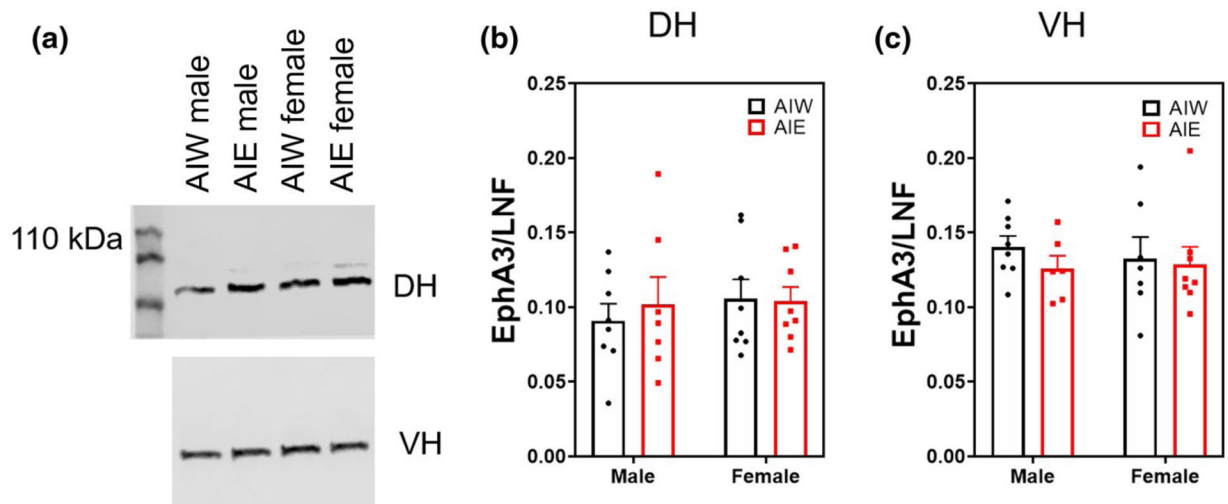 (a)
AIW male
AIE male
AIW female
AIE female
110 kDa
DH
VH
(b)
DH
EphA3/LNF
0.25
0.20
0.15
0.10
0.05
0.00
AIW
AIE
Male
Female
(c)
VH
EphA3/LNF
0.25
0.20
0.15
0.10
0.05
0.00
AIW
AIE
Male
Female